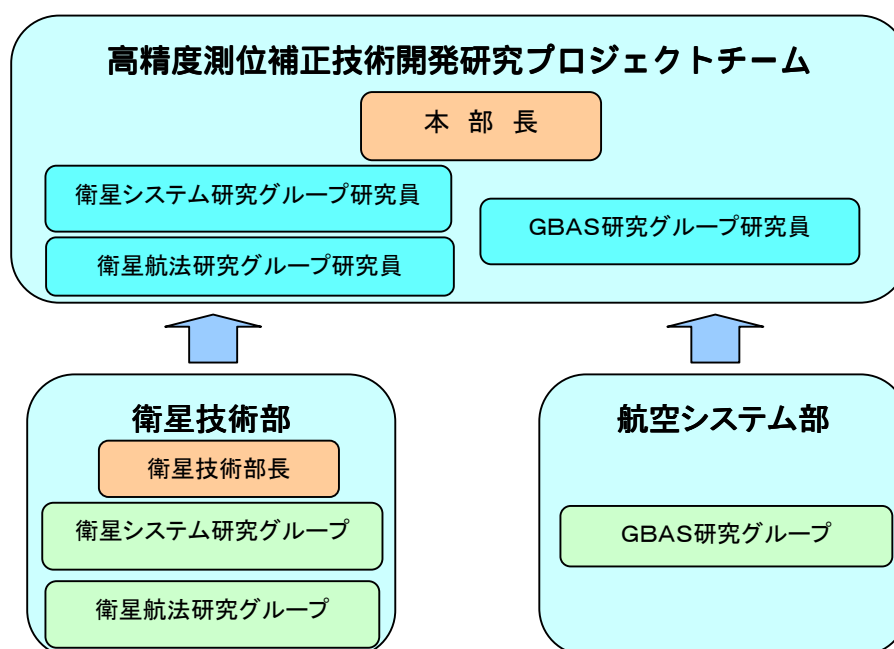 高精度測位補正技術開発研究プロジェクトチーム
本 部 長
衛星システム研究グループ研究員
GBAS研究グループ研究員
衛星航法研究グループ研究員
衛星技術部
衛星技術部長
衛星システム研究グループ
衛星航法研究グループ
航空システム部
GBAS研究グループ